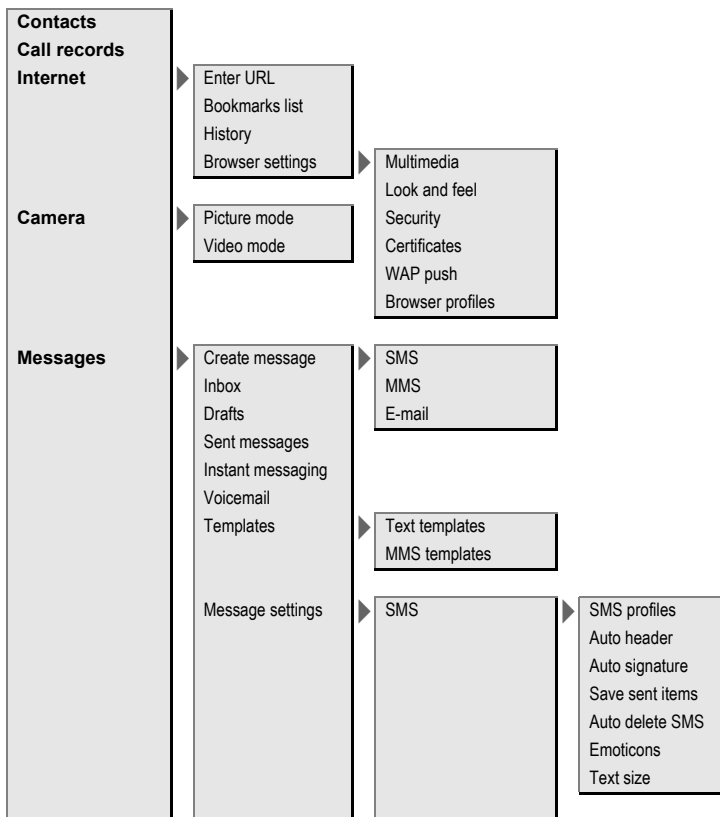 Contacts
Call records
Internet
Enter URL
Bookmarks list
History
Browser settings
Multimedia
Look and feel
Security
Certificates
WAP push
Browser profiles
Camera
Picture mode
Video mode
Messages
Create message
SMS
MMS
E-mail
Inbox
Drafts
Sent messages
Instant messaging
Voicemail
Templates
Text templates
MMS templates
Message settings
SMS
SMS profiles
Auto header
Auto signature
Save sent items
Auto delete SMS
Emoticons
Text size